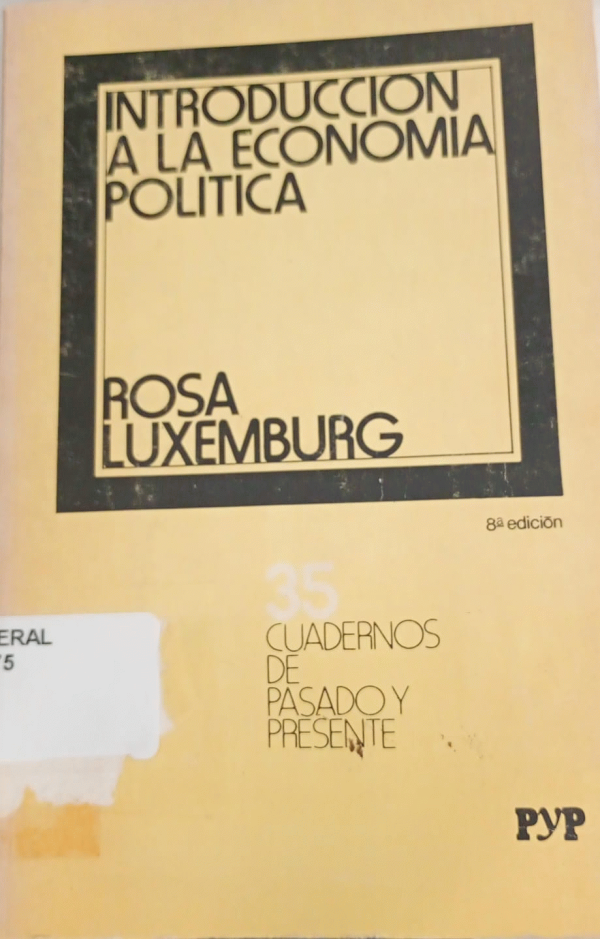 INTRODUCCION
A LA ECONOMIA
POLITICA
ROSA
LUXEMBURG
8ª edición
35
CUADERNOS
DE
PASADO Y
PRESENTE
ERAL
75
PYP